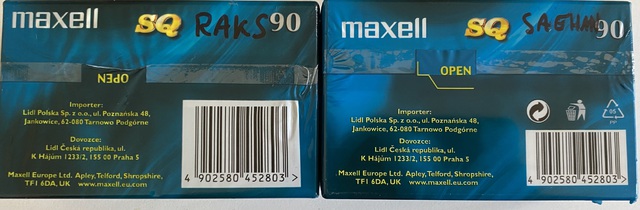 maxell SQ RAKS 90
OPEN
Importer:
Lidl Polska Sp. z o.o., ul. Poznańska 48,
Jankowice, 62-080 Tarnowo Podgórne
Dovozce:
Lidl Česká republika, ul.
K Hájům 1233/2, 155 00 Praha 5
Maxell Europe Ltd. Apley, Telford, Shropshire,
TF1 6DA, UK www.maxell.eu.com
4 902580 452803 >
maxell SQ 90
OPEN
Importer:
Lidl Polska Sp. z o.o., ul. Poznańska 48,
Jankowice, 62-080 Tarnowo Podgórne
Dovozce:
Lidl Česká republika, ul.
K Hájům 1233/2, 155 00 Praha 5
Maxell Europe Ltd. Apley, Telford, Shropshire,
TF1 6DA, UK www.maxell.eu.com
05
PP
4 902580 452803 >